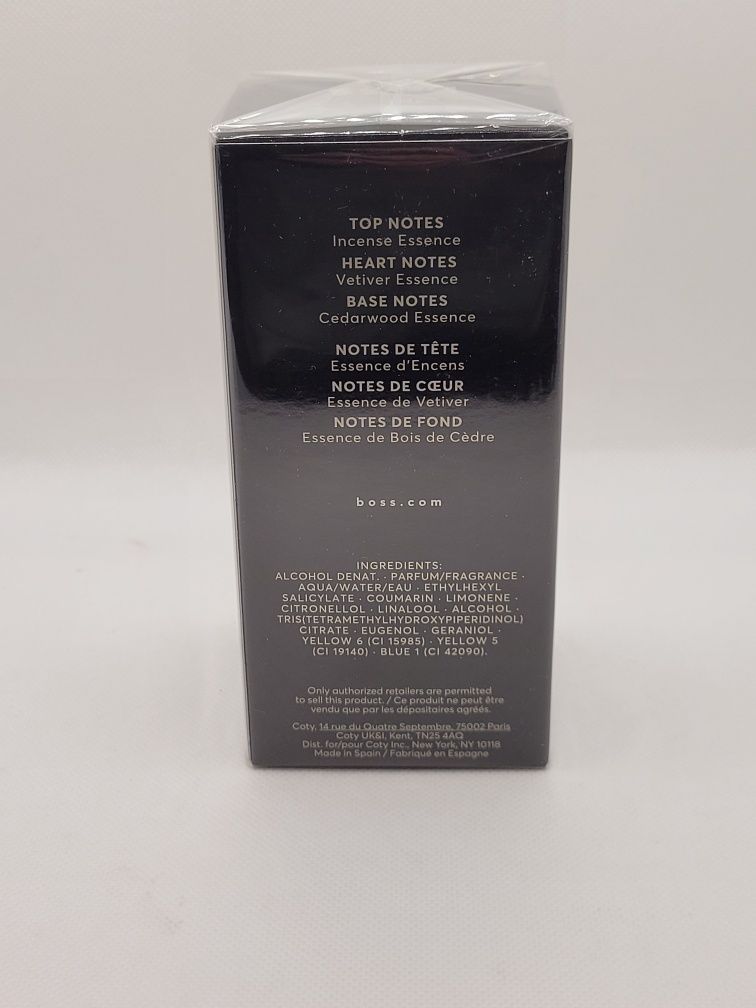 TOP NOTES
Incense Essence
HEART NOTES
Vetiver Essence
BASE NOTES
Cedarwood Essence
NOTES DE TÊTE
Essence d'Encens
NOTES DE CŒUR
Essence de Vetiver
NOTES DE FOND
Essence de Bois de Cèdre
boss.com
INGREDIENTS:
ALCOHOL DENAT. · PARFUM/FRAGRANCE ·
AQUA/WATER/EAU · ETHYLHEXYL
SALICYLATE · COUMARIN · LIMONENE ·
CITRONELLOL · LINALOOL · ALCOHOL ·
TRIS(TETRAMETHYLHYDROXYPIPERIDINOL)
CITRATE · EUGENOL · GERANIOL ·
YELLOW 6 (CI 15985) · YELLOW 5
(CI 19140) · BLUE 1 (CI 42090).
Only authorized retailers are permitted
to sell this product. / Ce produit ne peut être
vendu que par les dépositaires agréés.
Coty, 14 rue du Quatre Septembre, 75002 Paris
Coty UK&I, Kent, TN25 4AQ
Dist. for/pour Coty Inc., New York, NY 10118
Made in Spain / Fabriqué en Espagne